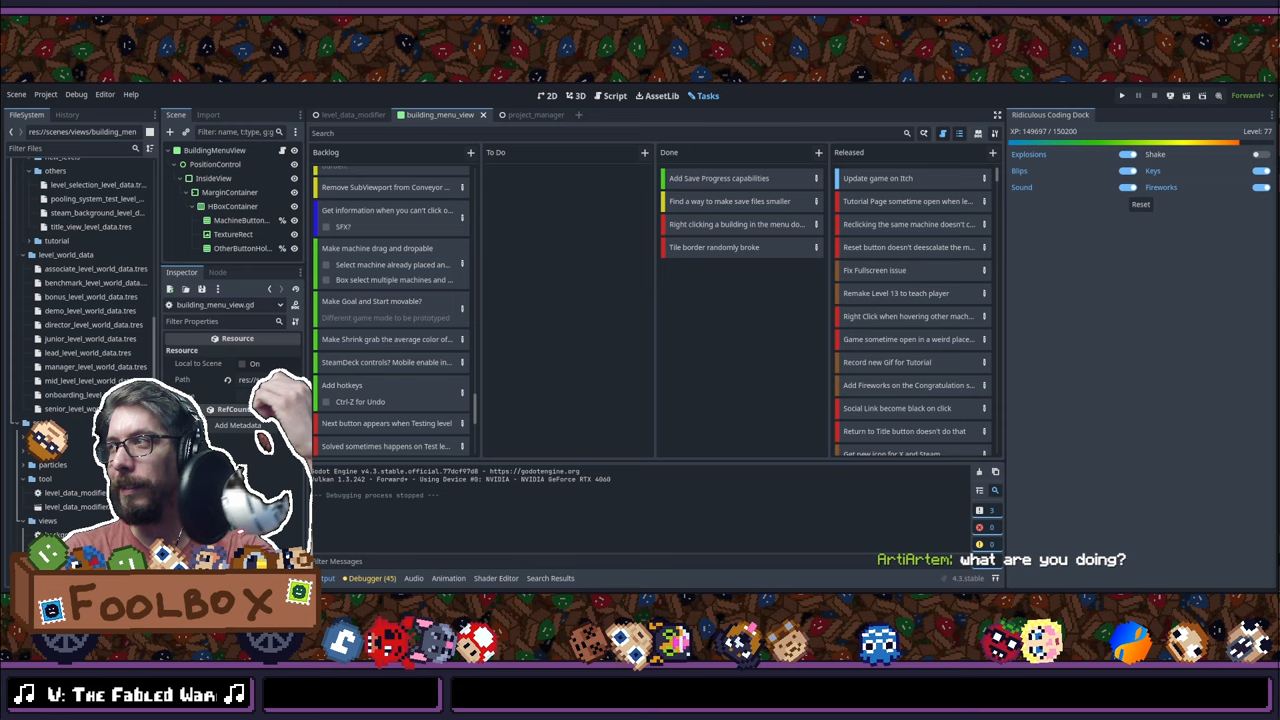 Scene Project Debug Editor Help
2D 3D Script AssetLib Tasks
Forward+
FileSystem History
Scene Import
level_data_modifier building_menu_view project_manager
Ridiculous Coding Dock
res://scenes/views/building_men
Filter Files
others
level_selection_level_data.tr...
pooling_system_test_level_...
steam_background_level_d...
title_view_level_data.tres
tutorial
level_world_data
associate_level_world_data.tres
benchmark_level_world_dat...
bonus_level_world_data.tres
demo_level_world_data.tres
director_level_world_data.tres
junior_level_world_data.tres
lead_level_world_data.tres
manager_level_world_data.tres
mid_level_level_world_data...
onboarding_level_world_d...
particles
tool
level_data_modifie
level_data_modifier
views
Filter: name, t:type, g:g
BuildingMenuView
PositionControl
InsideView
MarginContainer
HBoxContainer
MachineButton...
TextureRect
OtherButtonHol...
Inspector Node
building_menu_view.gd
Filter Properties
Resource
Resource
Local to Scene On
Path res:/
RefCount
Add Metadata
Search
Backlog
Remove SubViewport from Conveyor ...
Get information when you can't click o...
SFX?
Make machine drag and dropable
Select machine already placed an...
Box select multiple machines and ...
Make Goal and Start movable?
Different game mode to be prototyped
Make Shrink grab the average color of...
SteamDeck controls? Mobile enable in...
Add hotkeys
Ctrl-Z for Undo
Next button appears when Testing level
Solved sometimes happens on Test le...
To Do
Done
Add Save Progress capabilities
Find a way to make save files smaller
Right clicking a building in the menu do...
Tile border randomly broke
Released
Update game on Itch
Tutorial Page sometime open when le...
Reclicking the same machine doesn't c...
Reset button doesn't deescalate the m...
Fix Fullscreen issue
Remake Level 13 to teach player
Right Click when hovering other mach...
Game sometime open in a weird place...
Record new Gif for Tutorial
Add Fireworks on the Congratulation s...
Social Link become black on click
Return to Title button doesn't do that
Get new icon for X and Steam
XP: 149697 / 150200 Level: 77
Explosions Shake
Blips Keys
Sound Fireworks
Reset
Godot Engine v4.3.stable.official.77dcf97d8 - https://godotengine.org
Vulkan 1.3.242 - Forward+ - Using Device #0: NVIDIA - NVIDIA GeForce RTX 4060
--- Debugging process stopped ---
3
0
0
Filter Messages
Output Debugger (45) Audio Animation Shader Editor Search Results
4.3.stable
ArtiArtem: what are you doing?
FOOLBOX
V: The Fabled War